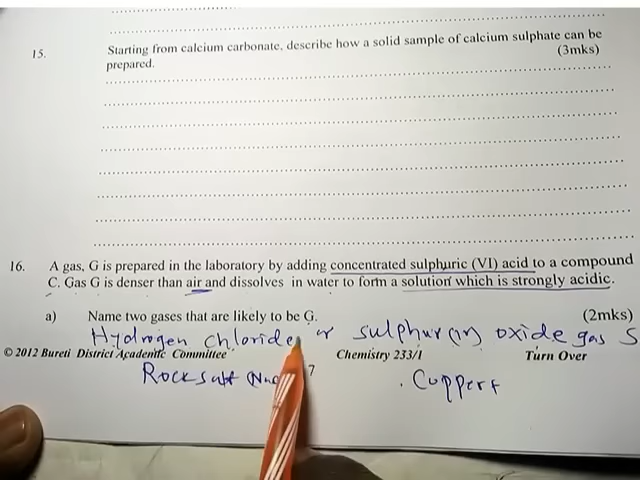 15. Starting from calcium carbonate, describe how a solid sample of calcium sulphate can be
prepared. (3mks)
16. A gas, G is prepared in the laboratory by adding concentrated sulphuric (VI) acid to a compound
C. Gas G is denser than air and dissolves in water to form a solution which is strongly acidic.
a) Name two gases that are likely to be G. (2mks)
Hydrogen chloride or sulphur (IV) oxide gas S
© 2012 Bureti District Academic Committee Chemistry 233/1 Turn Over
7
Rock salt